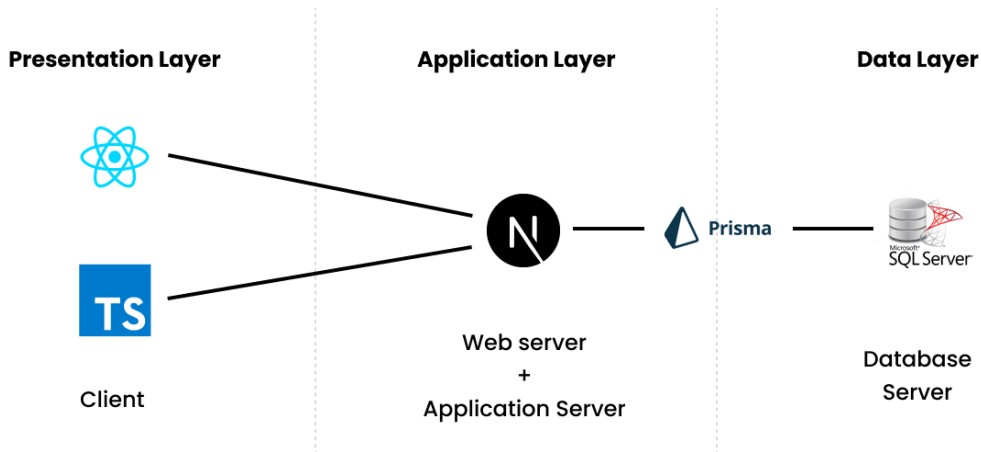 Presentation Layer
Application Layer
Data Layer
TS
N
Prisma
Microsoft
SQL Server
Client
Web server
+
Application Server
Database
Server